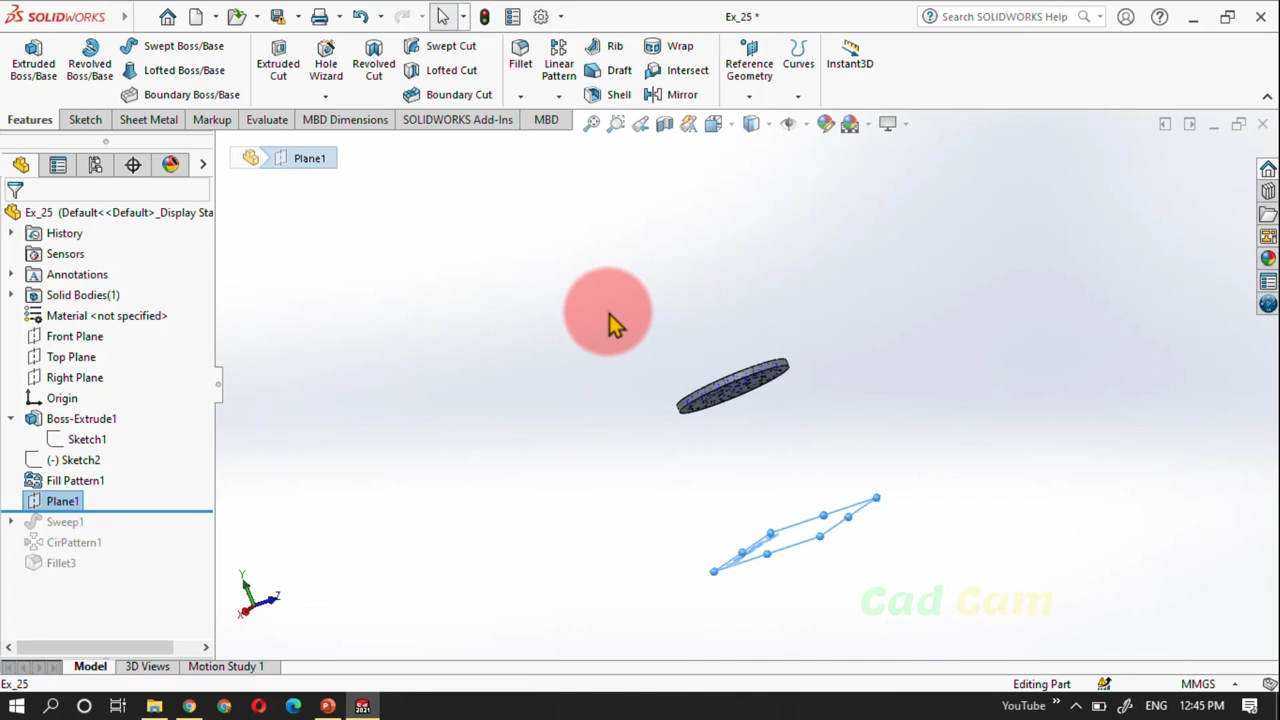 SOLIDWORKS
Ex_25 *
Search SOLIDWORKS Help
Extruded Boss/Base
Revolved Boss/Base
Swept Boss/Base
Lofted Boss/Base
Boundary Boss/Base
Extruded Cut
Hole Wizard
Revolved Cut
Swept Cut
Lofted Cut
Boundary Cut
Fillet
Linear Pattern
Rib
Draft
Shell
Wrap
Intersect
Mirror
Reference Geometry
Curves
Instant3D
Features
Sketch
Sheet Metal
Markup
Evaluate
MBD Dimensions
SOLIDWORKS Add-Ins
MBD
Plane1
Ex_25 (Default<<Default>_Display Sta
History
Sensors
Annotations
Solid Bodies(1)
Material <not specified>
Front Plane
Top Plane
Right Plane
Origin
Boss-Extrude1
Sketch1
(-) Sketch2
Fill Pattern1
Plane1
Sweep1
CirPattern1
Fillet3
Y
Z
X
Cad Cam
Model
3D Views
Motion Study 1
Ex_25
Editing Part
MMGS
2021
YouTube
ENG
12:45 PM